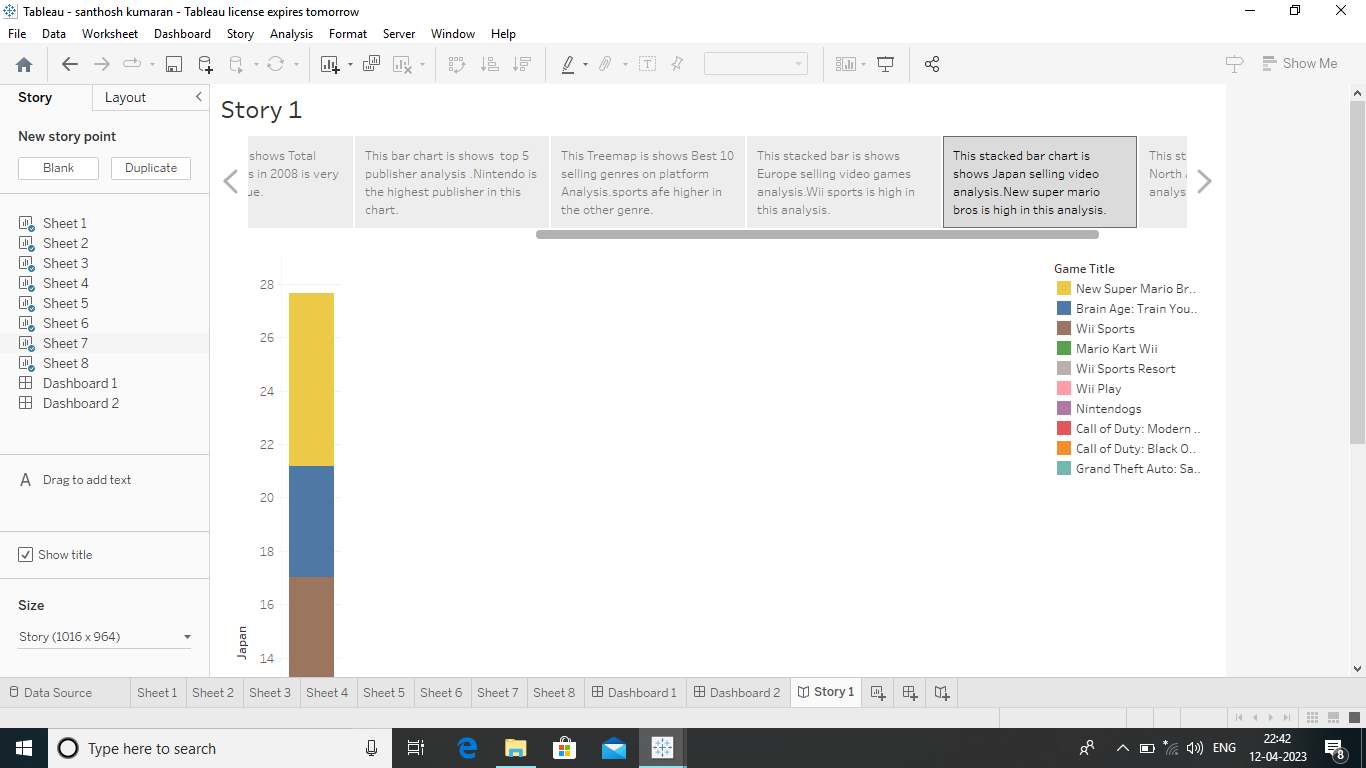 Tableau - santhosh kumaran - Tableau license expires tomorrow
File Data Worksheet Dashboard Story Analysis Format Server Window Help
Show Me
Story Layout
New story point
Blank Duplicate
Sheet 1
Sheet 2
Sheet 3
Sheet 4
Sheet 5
Sheet 6
Sheet 7
Sheet 8
Dashboard 1
Dashboard 2
A Drag to add text
Show title
Size
Story (1016 x 964)
Story 1
shows Total
s in 2008 is very
ue.
This bar chart is shows  top 5
publisher analysis .Nintendo is
the highest publisher in this
chart.
This Treemap is shows Best 10
selling genres on platform
Analysis.sports afe higher in
the other genre.
This stacked bar is shows
Europe selling video games
analysis.Wii sports is high in
this analysis.
This stacked bar chart is
shows Japan selling video
analysis.New super mario
bros is high in this analysis.
This st
North
analys
28
26
24
22
20
18
16
14
Japan
Game Title
New Super Mario Br..
Brain Age: Train You..
Wii Sports
Mario Kart Wii
Wii Sports Resort
Wii Play
Nintendogs
Call of Duty: Modern ..
Call of Duty: Black O..
Grand Theft Auto: Sa..
Data Source Sheet 1 Sheet 2 Sheet 3 Sheet 4 Sheet 5 Sheet 6 Sheet 7 Sheet 8 Dashboard 1 Dashboard 2 Story 1
Type here to search
ENG
22:42
12-04-2023
8